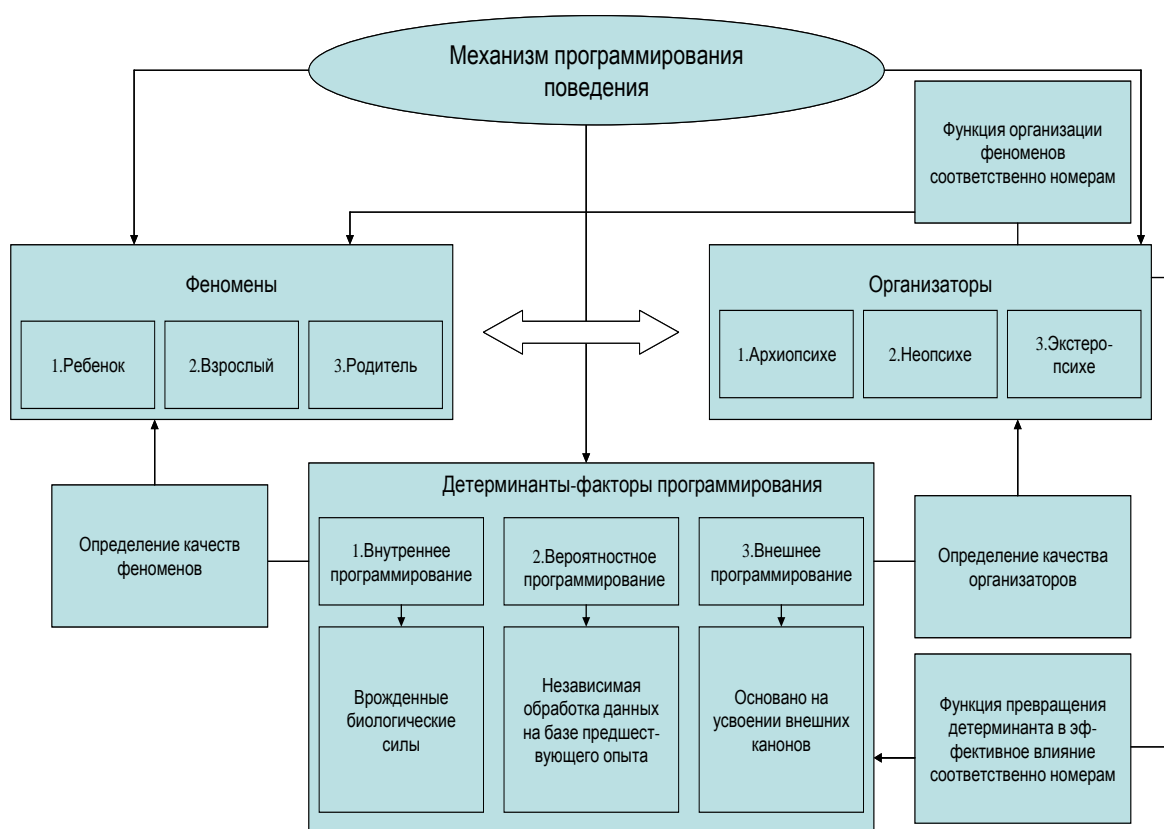 Механизм программирования
поведения
Функция организации
феноменов
соответственно номерам
Феномены
1.Ребенок
2.Взрослый
3.Родитель
Организаторы
1.Архиопсихе
2.Неопсихе
3.Экстеро-
психе
Определение качеств
феноменов
Детерминанты-факторы программирования
1.Внутреннее
программирование
2.Вероятностное
программирование
3.Внешнее
программирование
Врожденные
биологические
силы
Независимая
обработка данных
на базе предшест-
вующего опыта
Основано на
усвоении внешних
канонов
Определение качества
организаторов
Функция превращения
детерминанта в эф-
фективное влияние
соответственно номерам